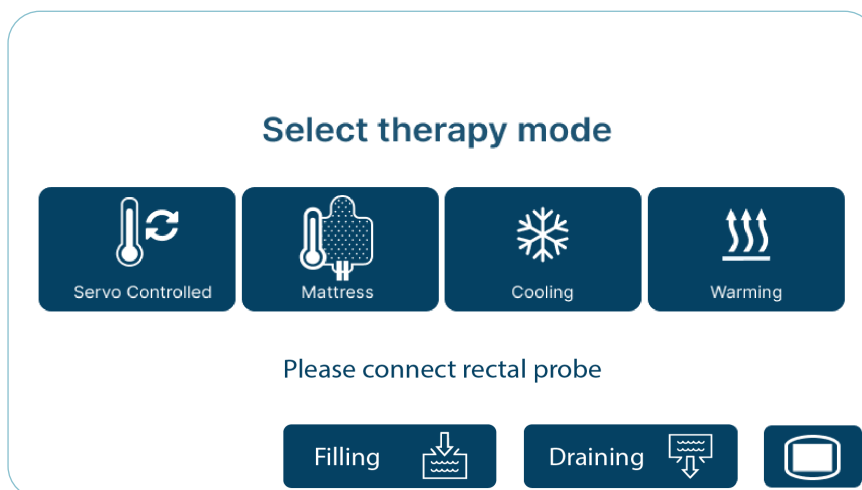 Select therapy mode
Servo Controlled
Mattress
Cooling
Warming
Please connect rectal probe
Filling
Draining